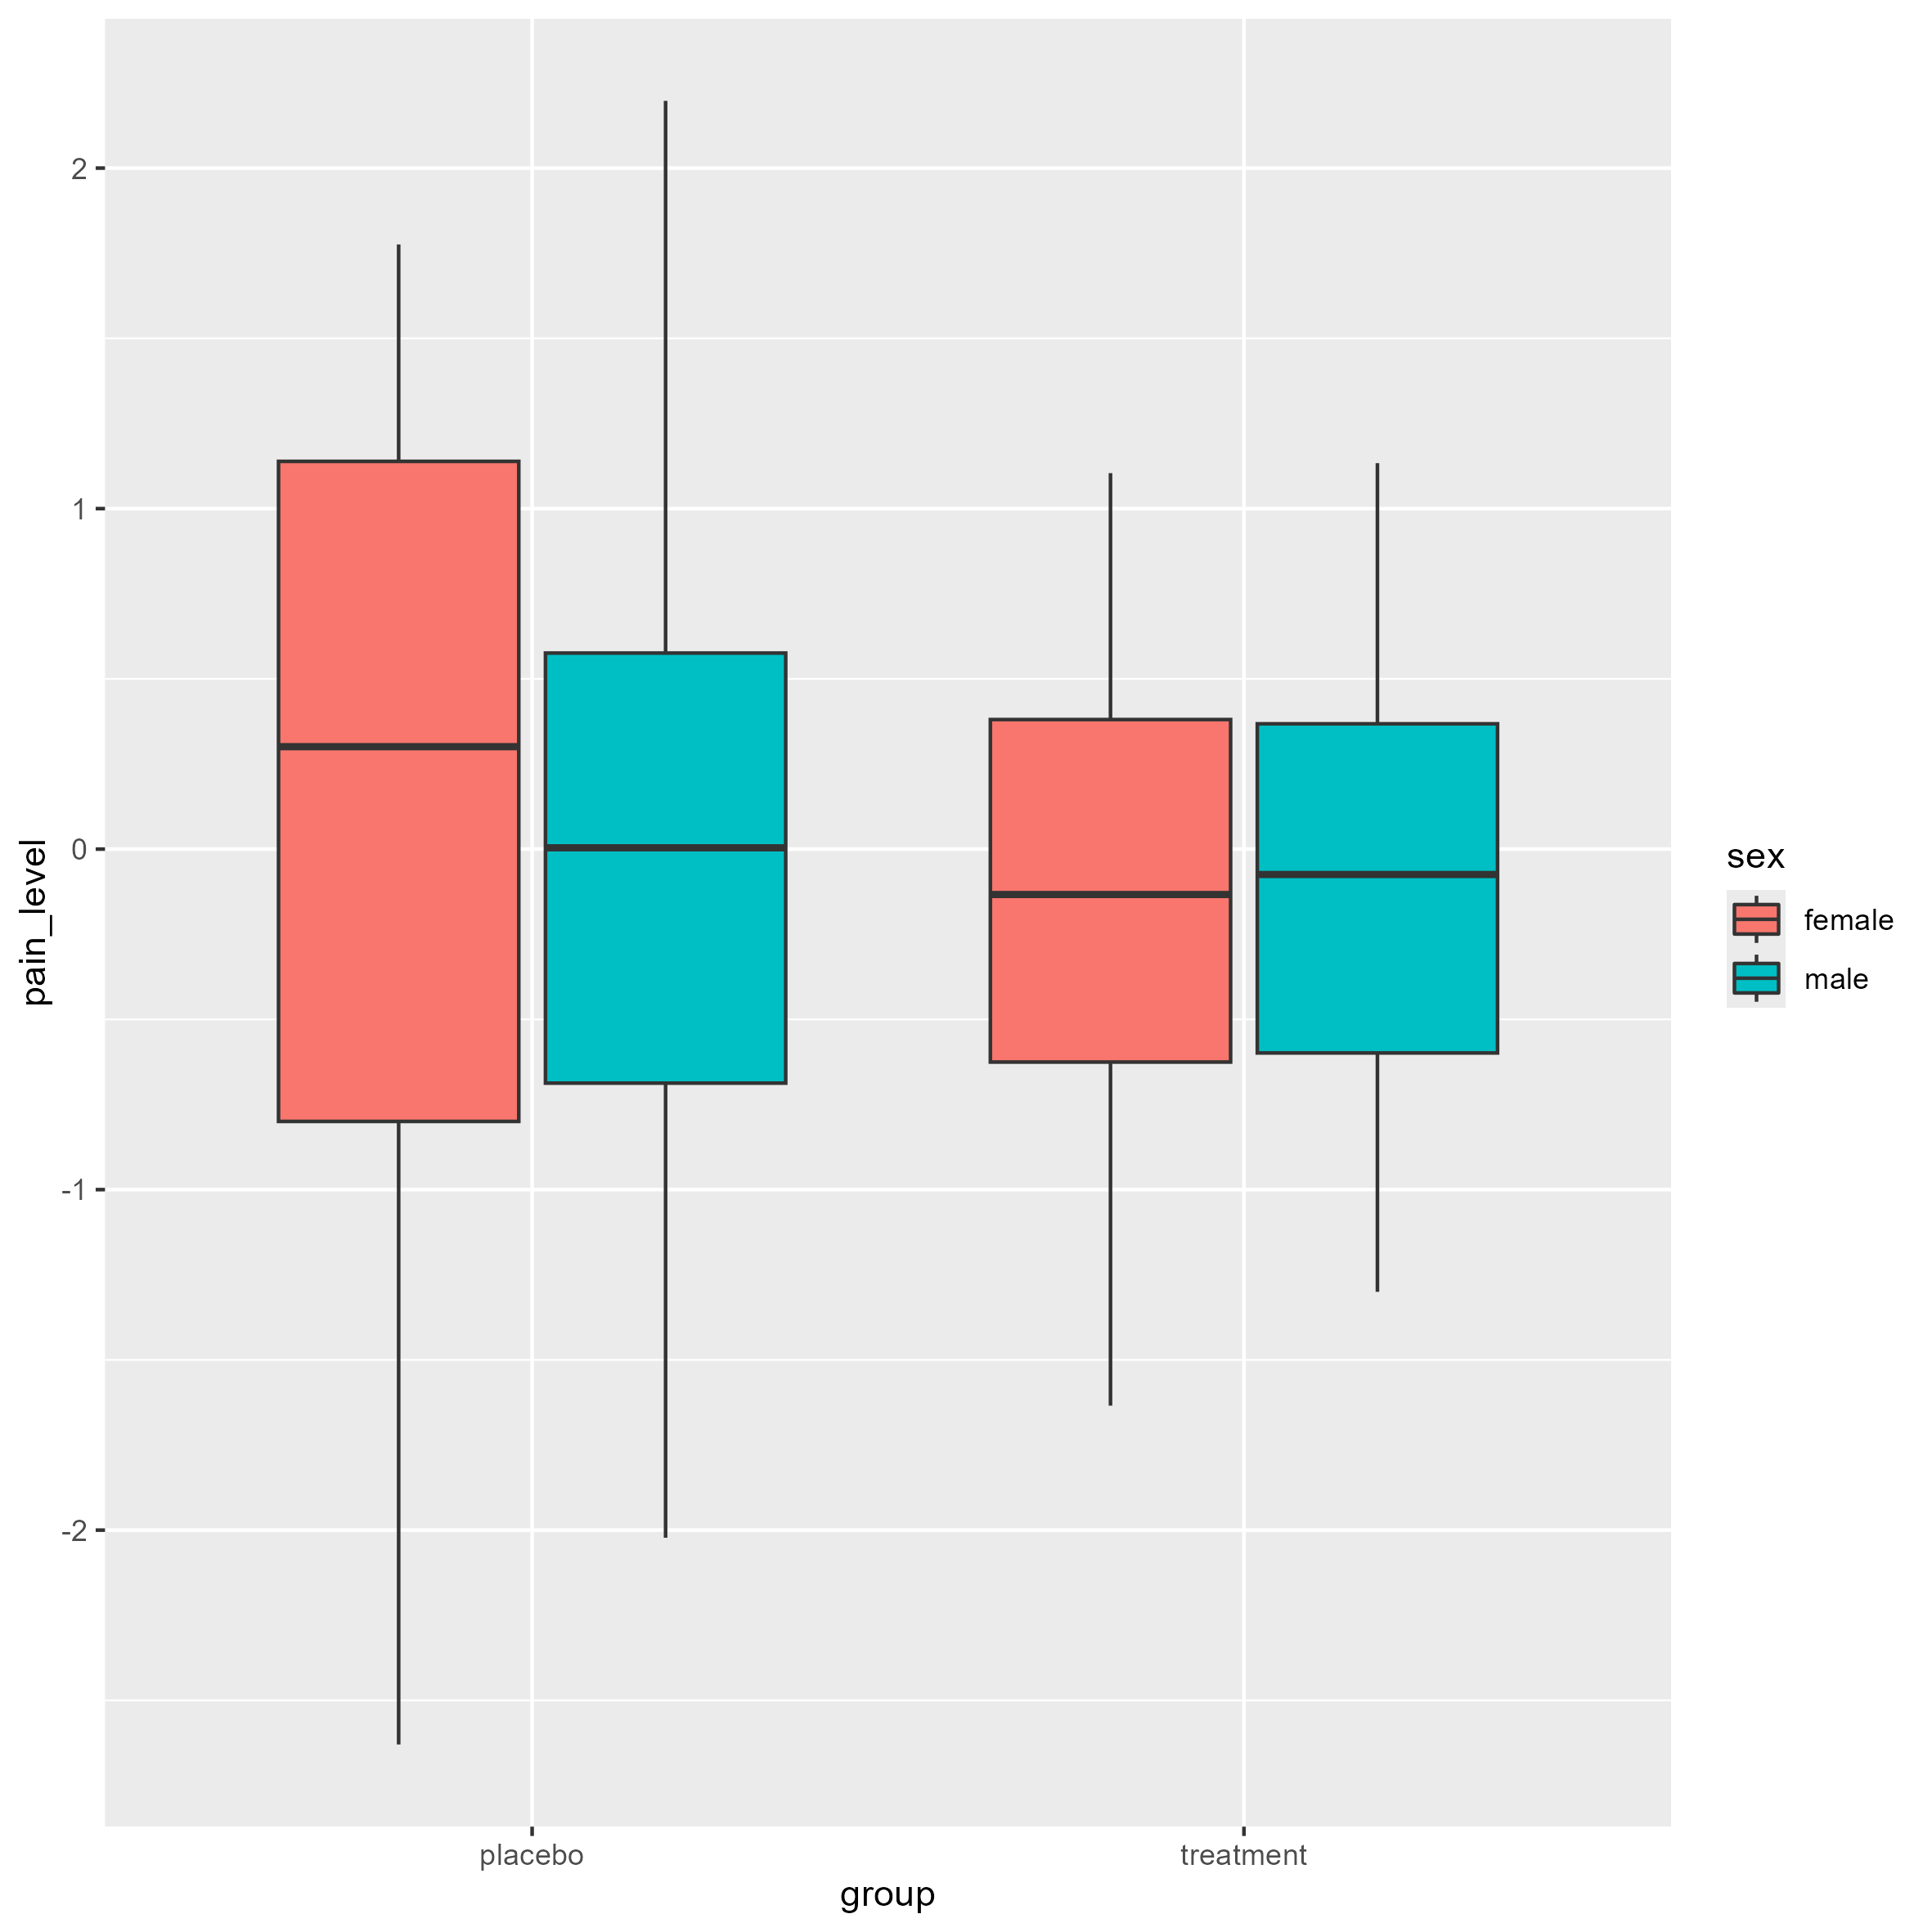 pain_level
2
1
0
-1
-2
placebo
treatment
group
sex
female
male